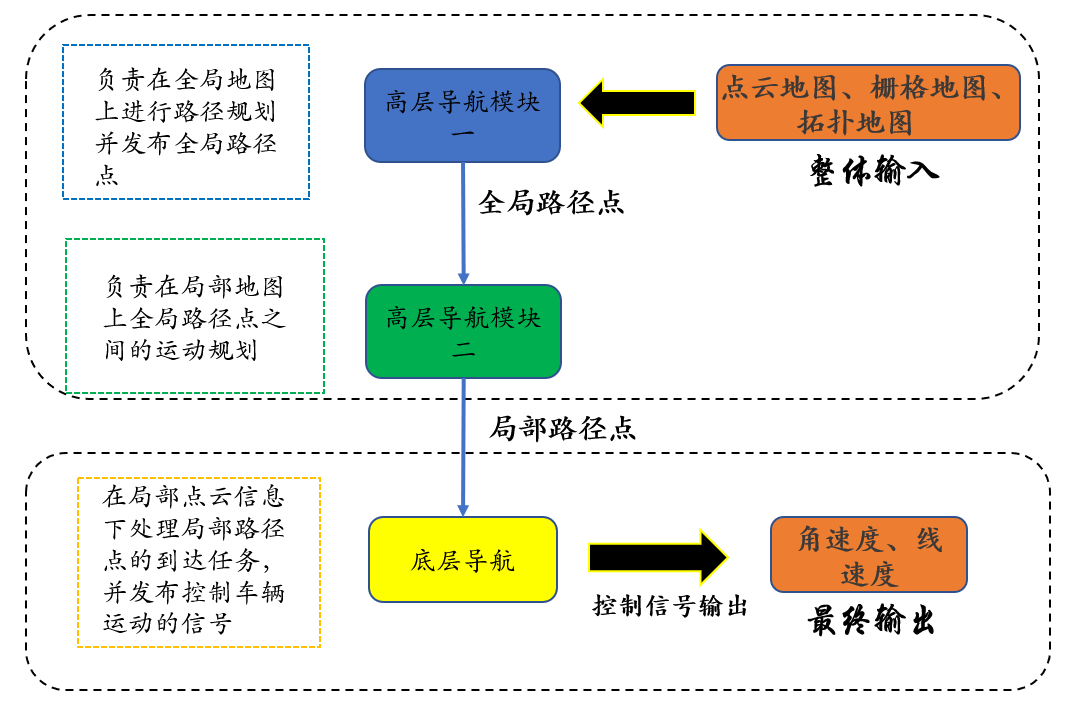 负责在全局地图
上进行路径规划
并发布全局路径
点
高层导航模块
一
点云地图、栅格地图、
拓扑地图
整体输入
全局路径点
负责在局部地图
上全局路径点之
间的运动规划
高层导航模块
二
局部路径点
在局部点云信息
下处理局部路径
点的到达任务，
并发布控制车辆
运动的信号
底层导航
控制信号输出
角速度、线
速度
最终输出